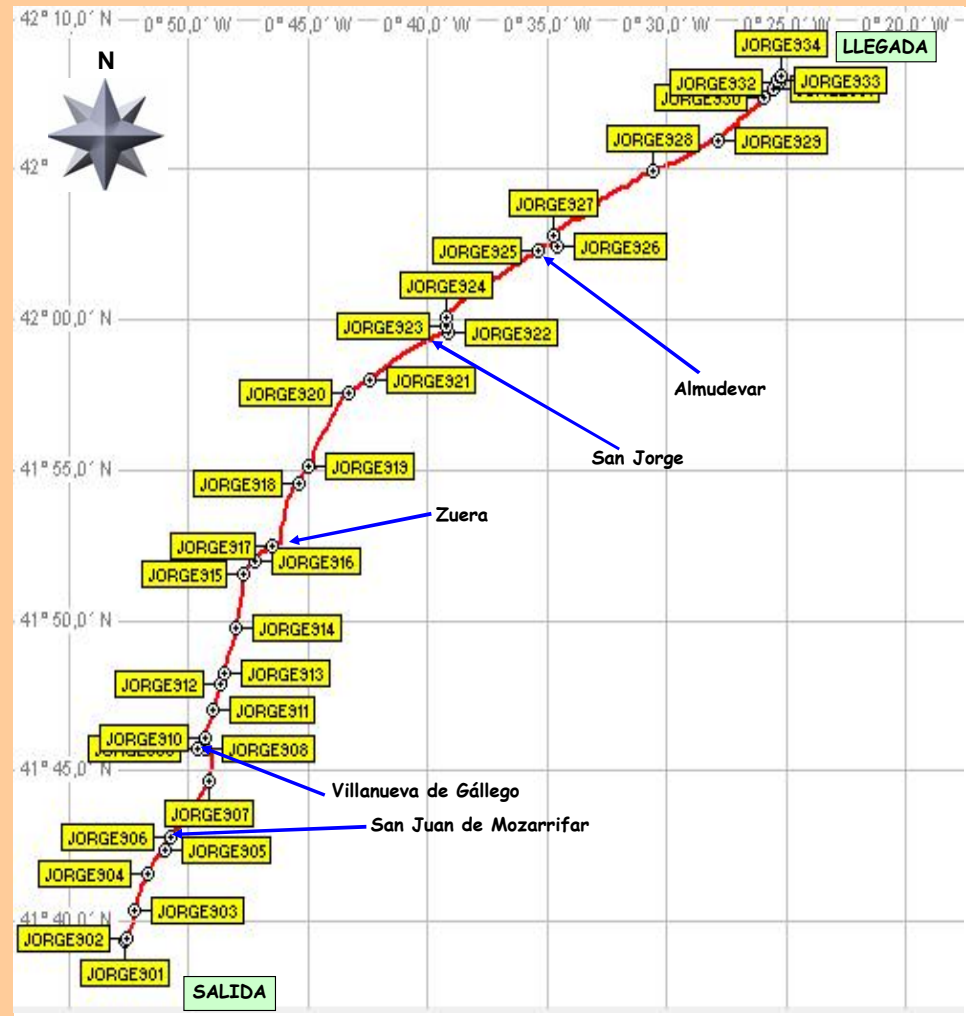 42° 10,0´ N
0° 50,0´ W
0° 45,0´ W
0° 40,0´ W
0° 35,0´ W
0° 30,0´ W
0° 25,0´ W
0° 20,0´ W
N
JORGE934
LLEGADA
JORGE932
JORGE933
JORGE930
JORGE928
JORGE929
42°
JORGE927
JORGE925
JORGE926
JORGE924
42° 00,0´ N
JORGE923
JORGE922
Almudevar
JORGE921
JORGE920
San Jorge
41° 55,0´ N
JORGE919
JORGE918
Zuera
JORGE917
JORGE916
JORGE915
41° 50,0´ N
JORGE914
JORGE913
JORGE912
JORGE911
JORGE910
JORGE908
41° 45,0´ N
Villanueva de Gállego
JORGE907
San Juan de Mozarrifar
JORGE906
JORGE905
JORGE904
JORGE903
41° 40,0´ N
JORGE902
JORGE901
SALIDA